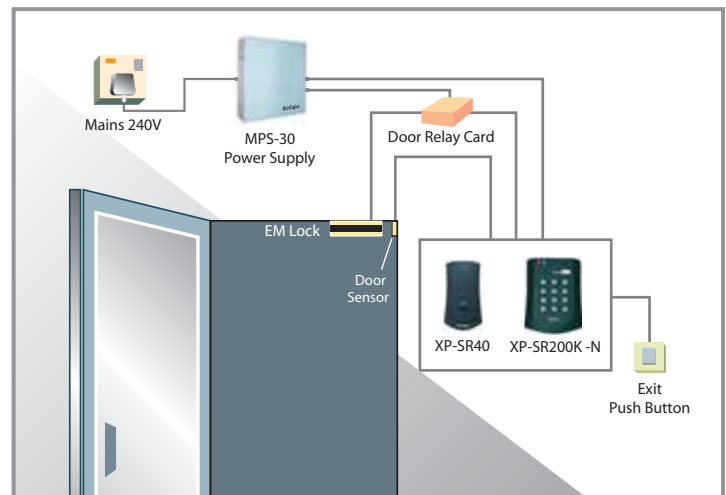 Mains 240V
MPS-30
Power Supply
Door Relay Card
EM Lock
Door
Sensor
XP-SR40
XP-SR200K -N
Exit
Push Button